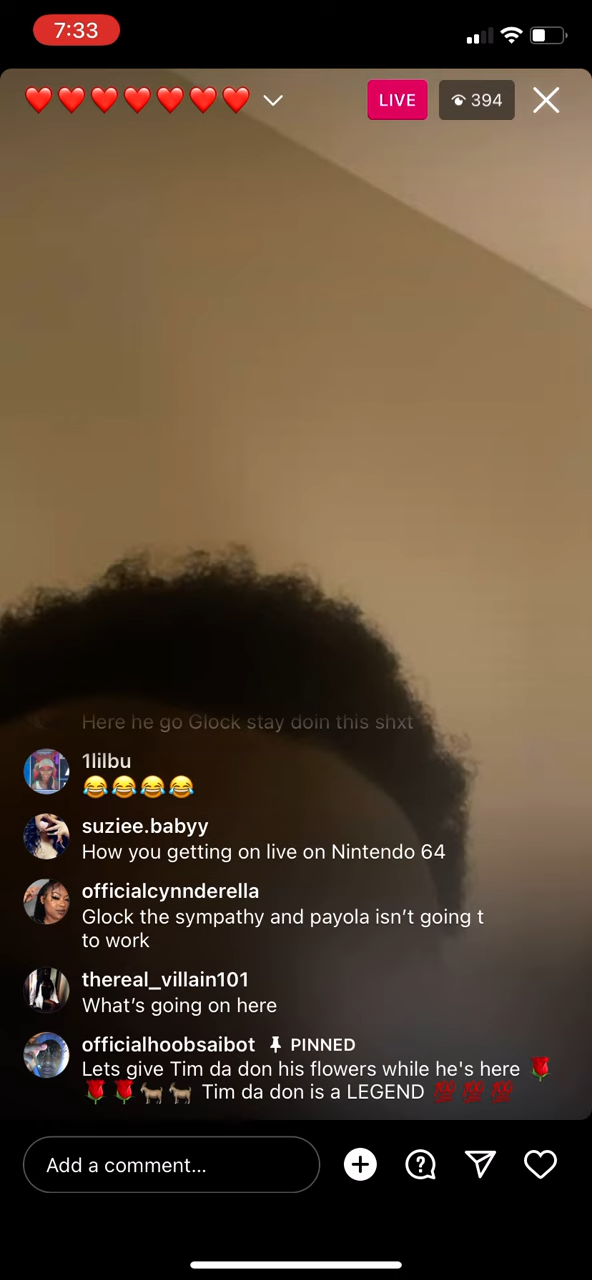 7:33
❤️❤️❤️❤️❤️❤️❤️
LIVE
394
Here he go Glock stay doin this shxt
1lilbu
😂😂😂😂
suziee.babyy
How you getting on live on Nintendo 64
officialcynnderella
Glock the sympathy and payola isn't going t
to work
thereal_villain101
What's going on here
officialhoobsaibot PINNED
Lets give Tim da don his flowers while he's here 🌹
🌹🌹🐐🐐 Tim da don is a LEGEND 💯💯💯
Add a comment...